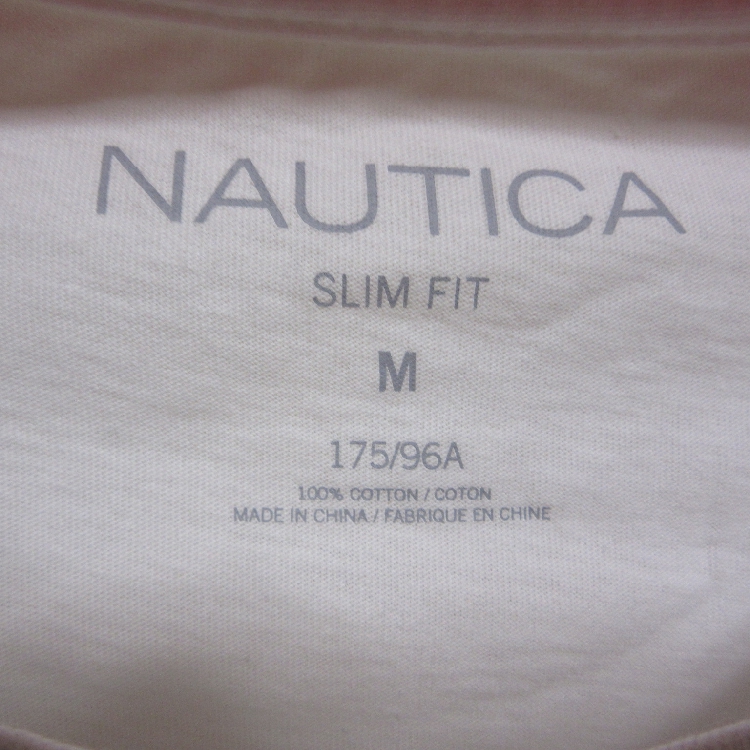 NAUTICA
SLIM FIT
M
175/96A
100% COTTON / COTON
MADE IN CHINA / FABRIQUE EN CHINE